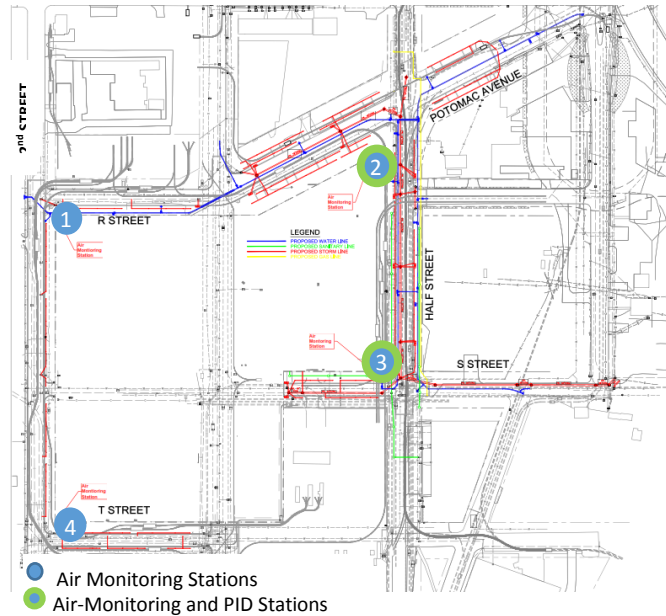 2nd STREET
POTOMAC AVENUE
2
Air
Monitoring
Station
1
R STREET
Air
Monitoring
Station
LEGEND
PROPOSED WATER LINE
PROPOSED SANITARY LINE
PROPOSED STORM LINE
HALF STREET
Air
Monitoring
Station
3
S STREET
Air
Monitoring
Station
T STREET
4
Air Monitoring Stations
Air-Monitoring and PID Stations